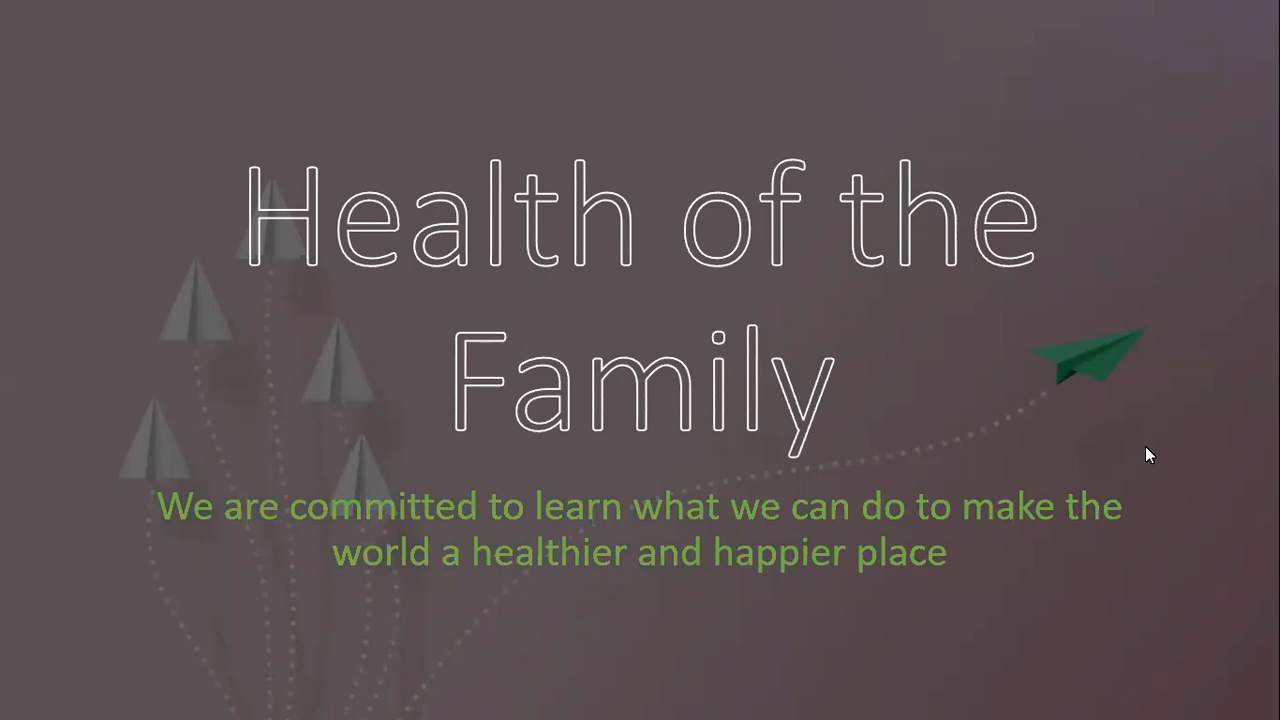 Health of the
Family
We are committed to learn what we can do to make the
world a healthier and happier place